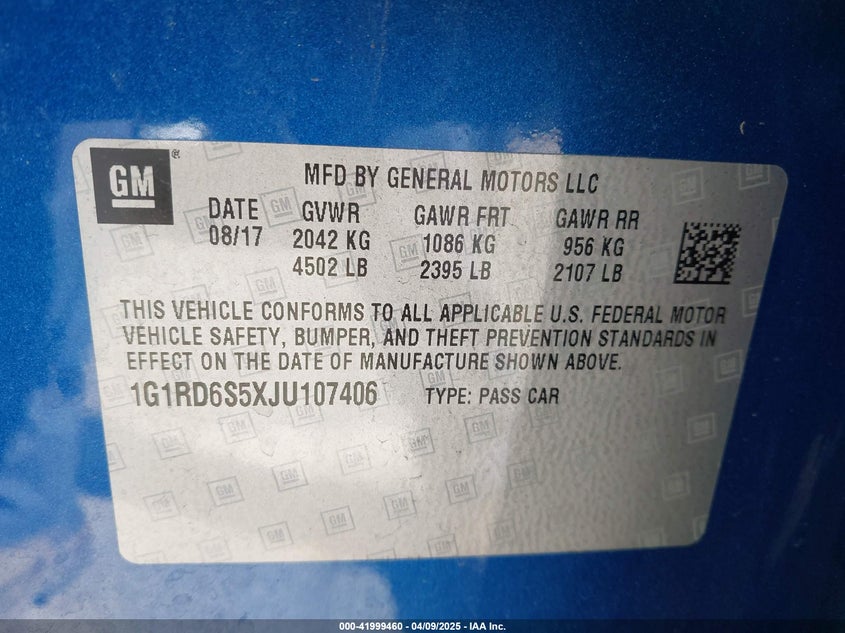 GM ® MFD BY GENERAL MOTORS LLC
DATE GVWR GAWR FRT GAWR RR
08/17 2042 KG 1086 KG 956 KG
4502 LB 2395 LB 2107 LB
THIS VEHICLE CONFORMS TO ALL APPLICABLE U.S. FEDERAL MOTOR
VEHICLE SAFETY, BUMPER, AND THEFT PREVENTION STANDARDS IN
EFFECT ON THE DATE OF MANUFACTURE SHOWN ABOVE.
1G1RD6S5XJU107406 TYPE: PASS CAR
000-41999460 - 04/09/2025 - IAA Inc.